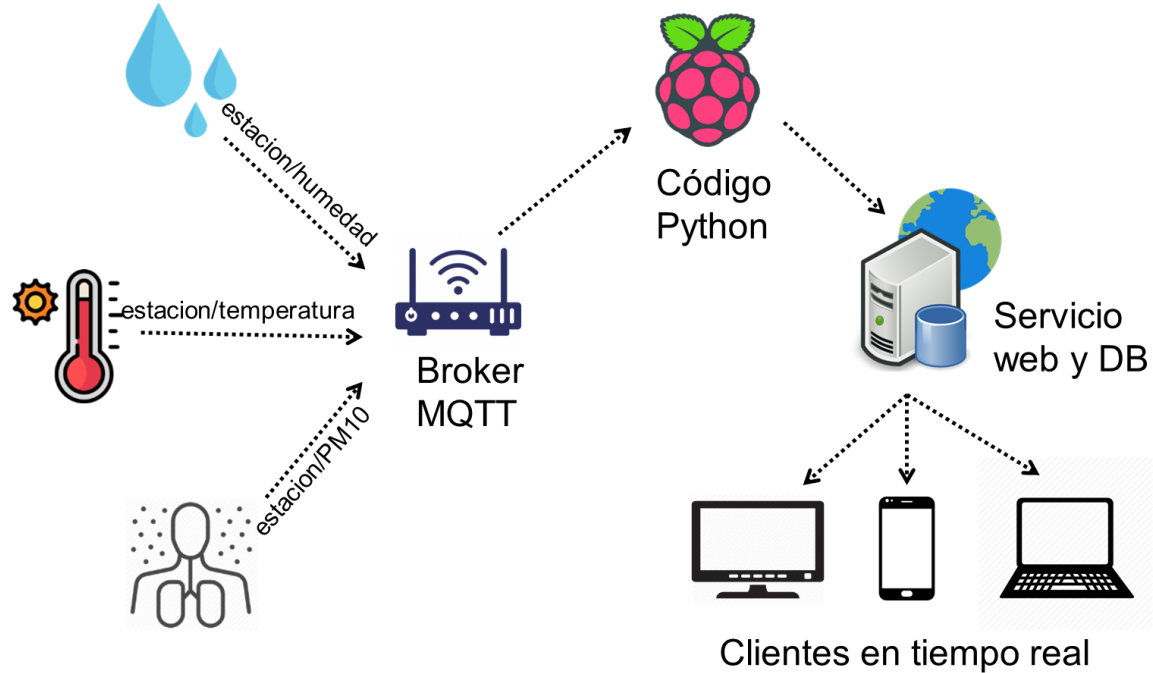 estacion/humedad
estacion/temperatura
estacion/PM10
Broker
MQTT
Código
Python
Servicio
web y DB
Clientes en tiempo real